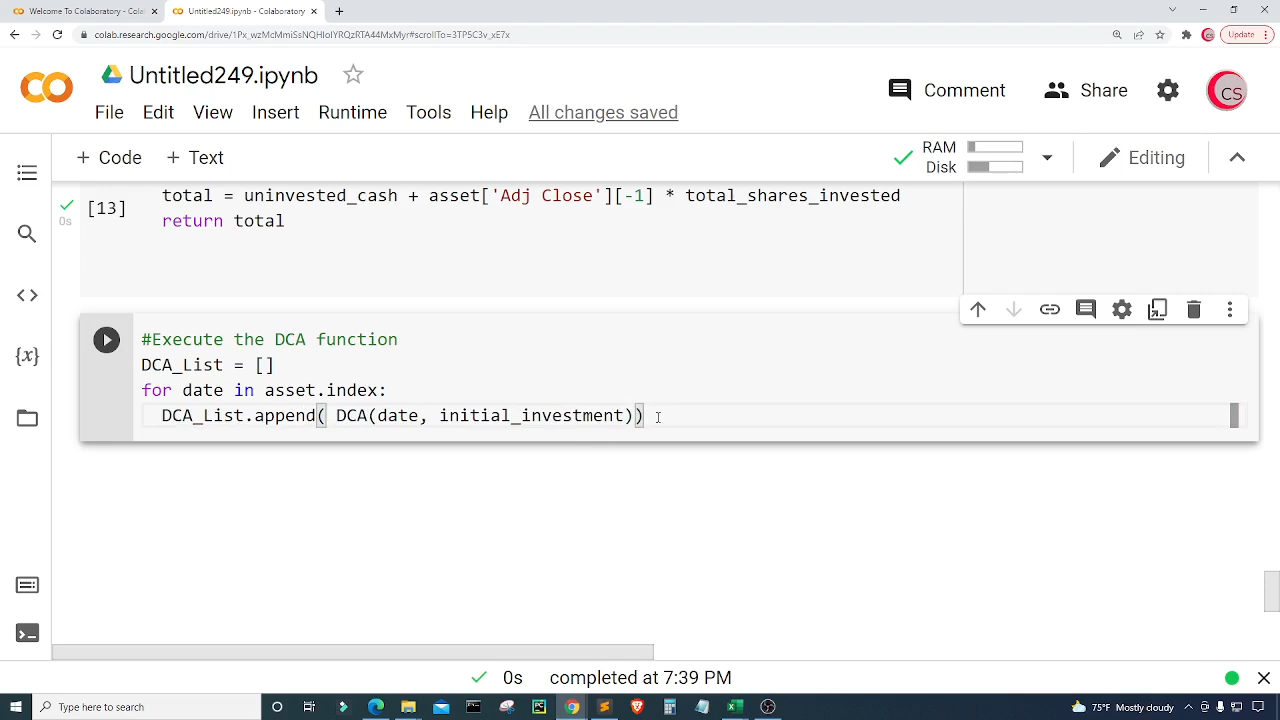 Welcome To Colaboratory - Colal
Untitled249.ipynb - Colaboratory
colab.research.google.com/drive/1Px_wzMcMmiSsNQHIoIYRQzRTA44MxMyr#scrollTo=3TP5C3v_xE7x
Update
Untitled249.ipynb
File Edit View Insert Runtime Tools Help All changes saved
Comment Share CS
+ Code + Text
RAM
Disk
Editing
total = uninvested_cash + asset['Adj Close'][-1] * total_shares_invested
[13]
0s
return total
{x}
#Execute the DCA function
DCA_List = []
for date in asset.index:
DCA_List.append( DCA(date, initial_investment))
0s completed at 7:39 PM
Type here to search
73°F Mostly cloudy